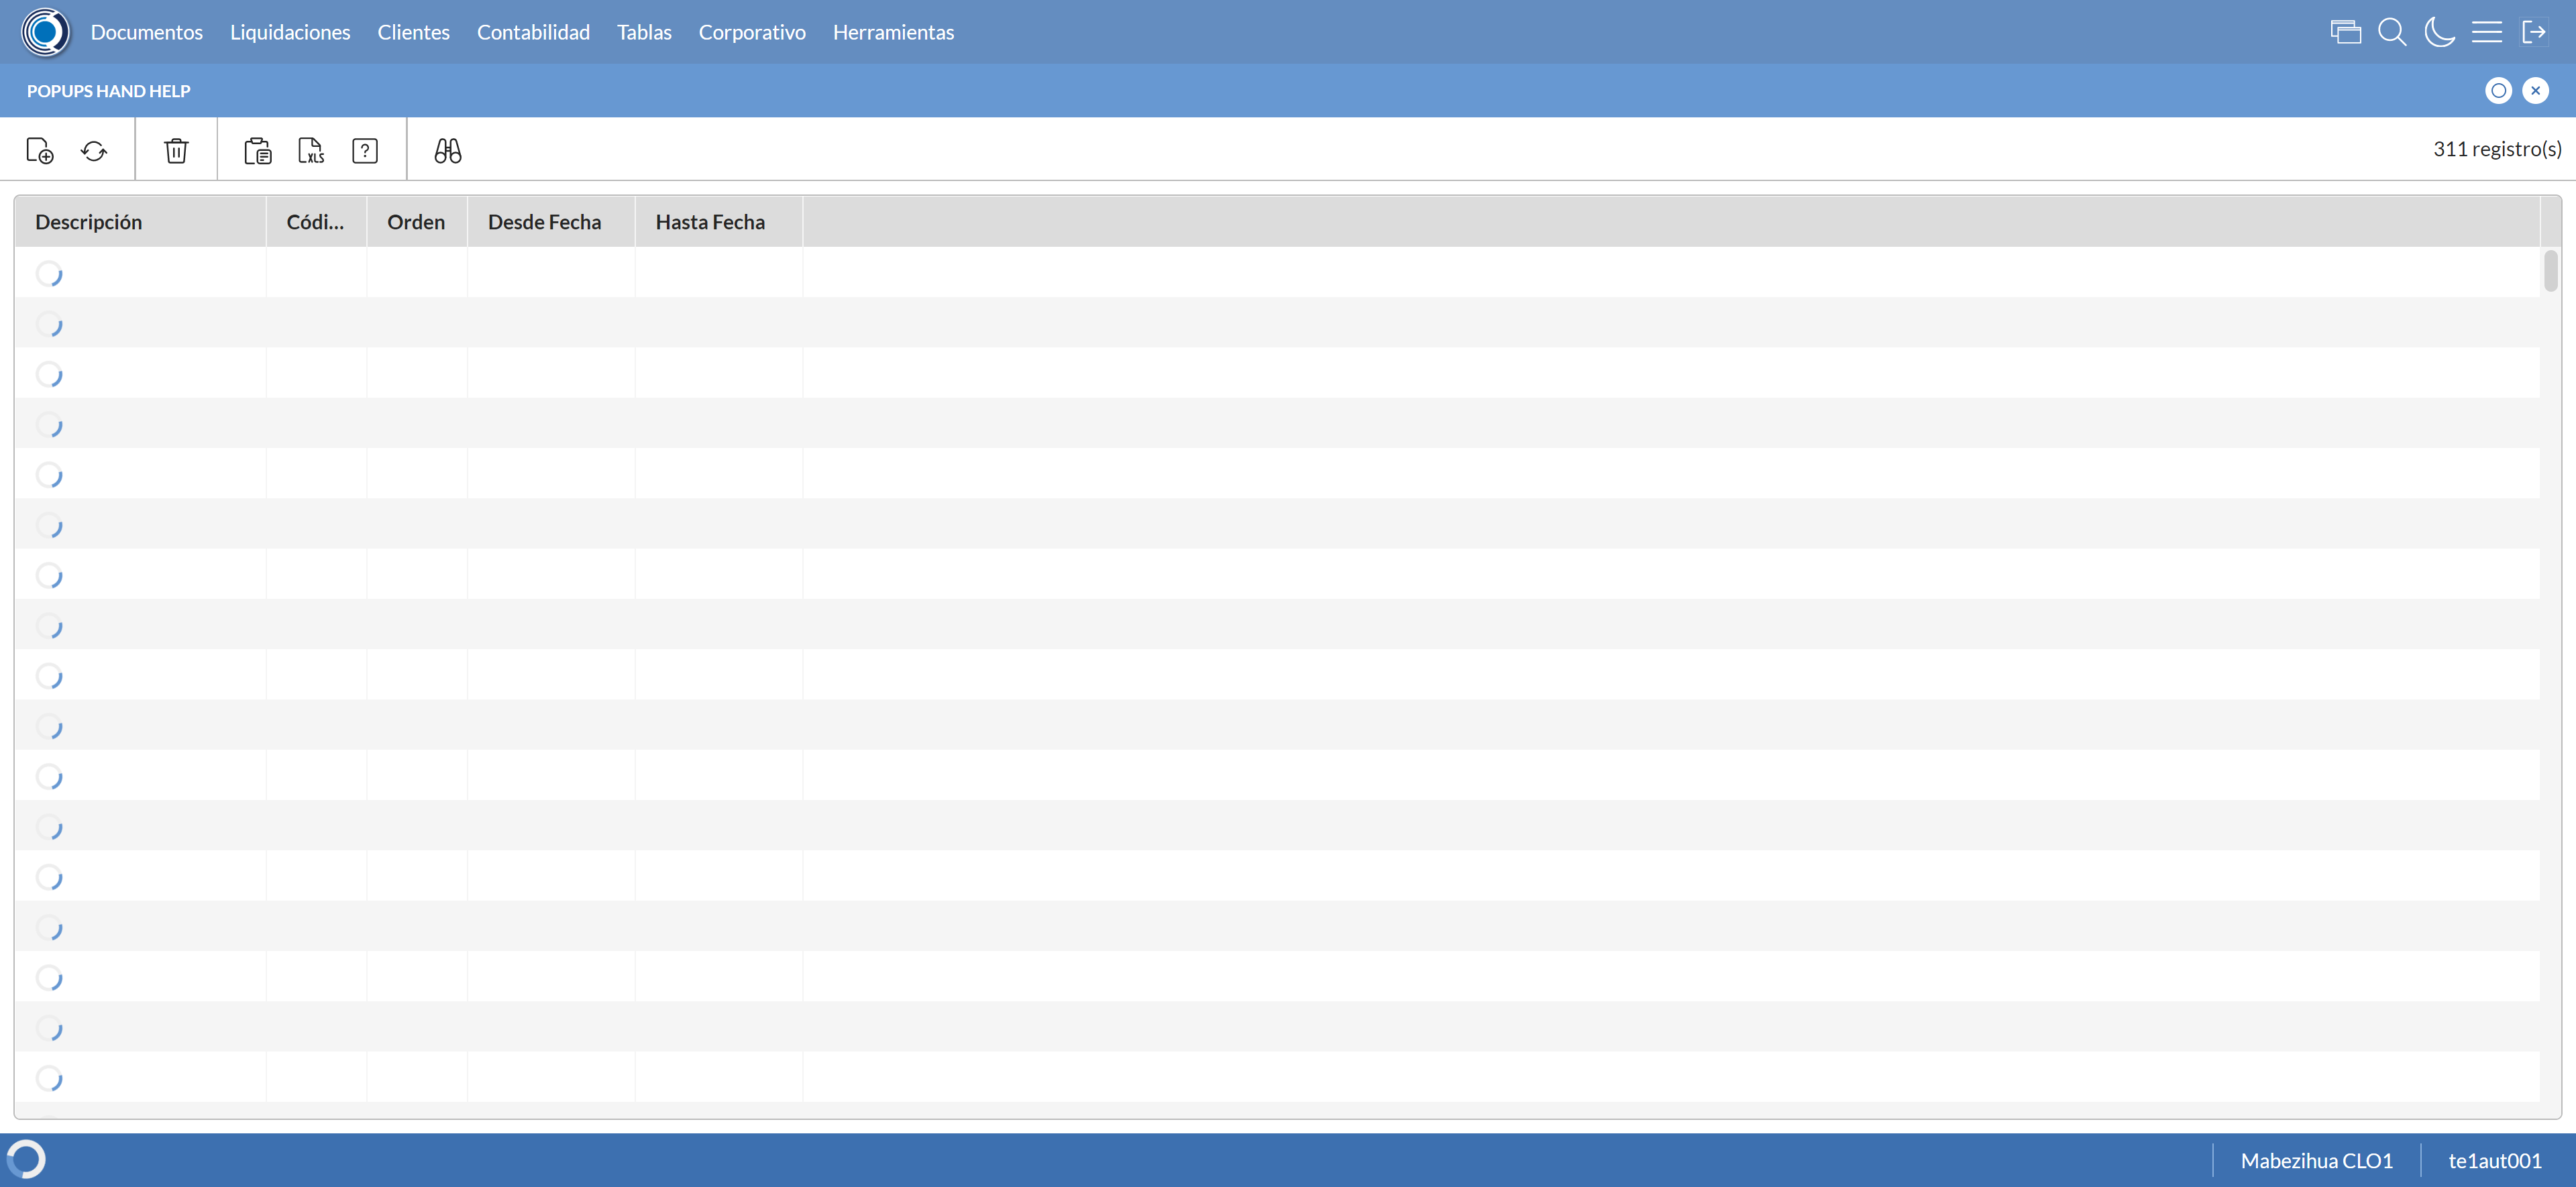 Documentos Liquidaciones Clientes Contabilidad Tablas Corporativo Herramientas
POPUPS HAND HELP
XLS ? 311 registro(s)
Descripción Códi... Orden Desde Fecha Hasta Fecha
Mabezihua CLO1 te1aut001